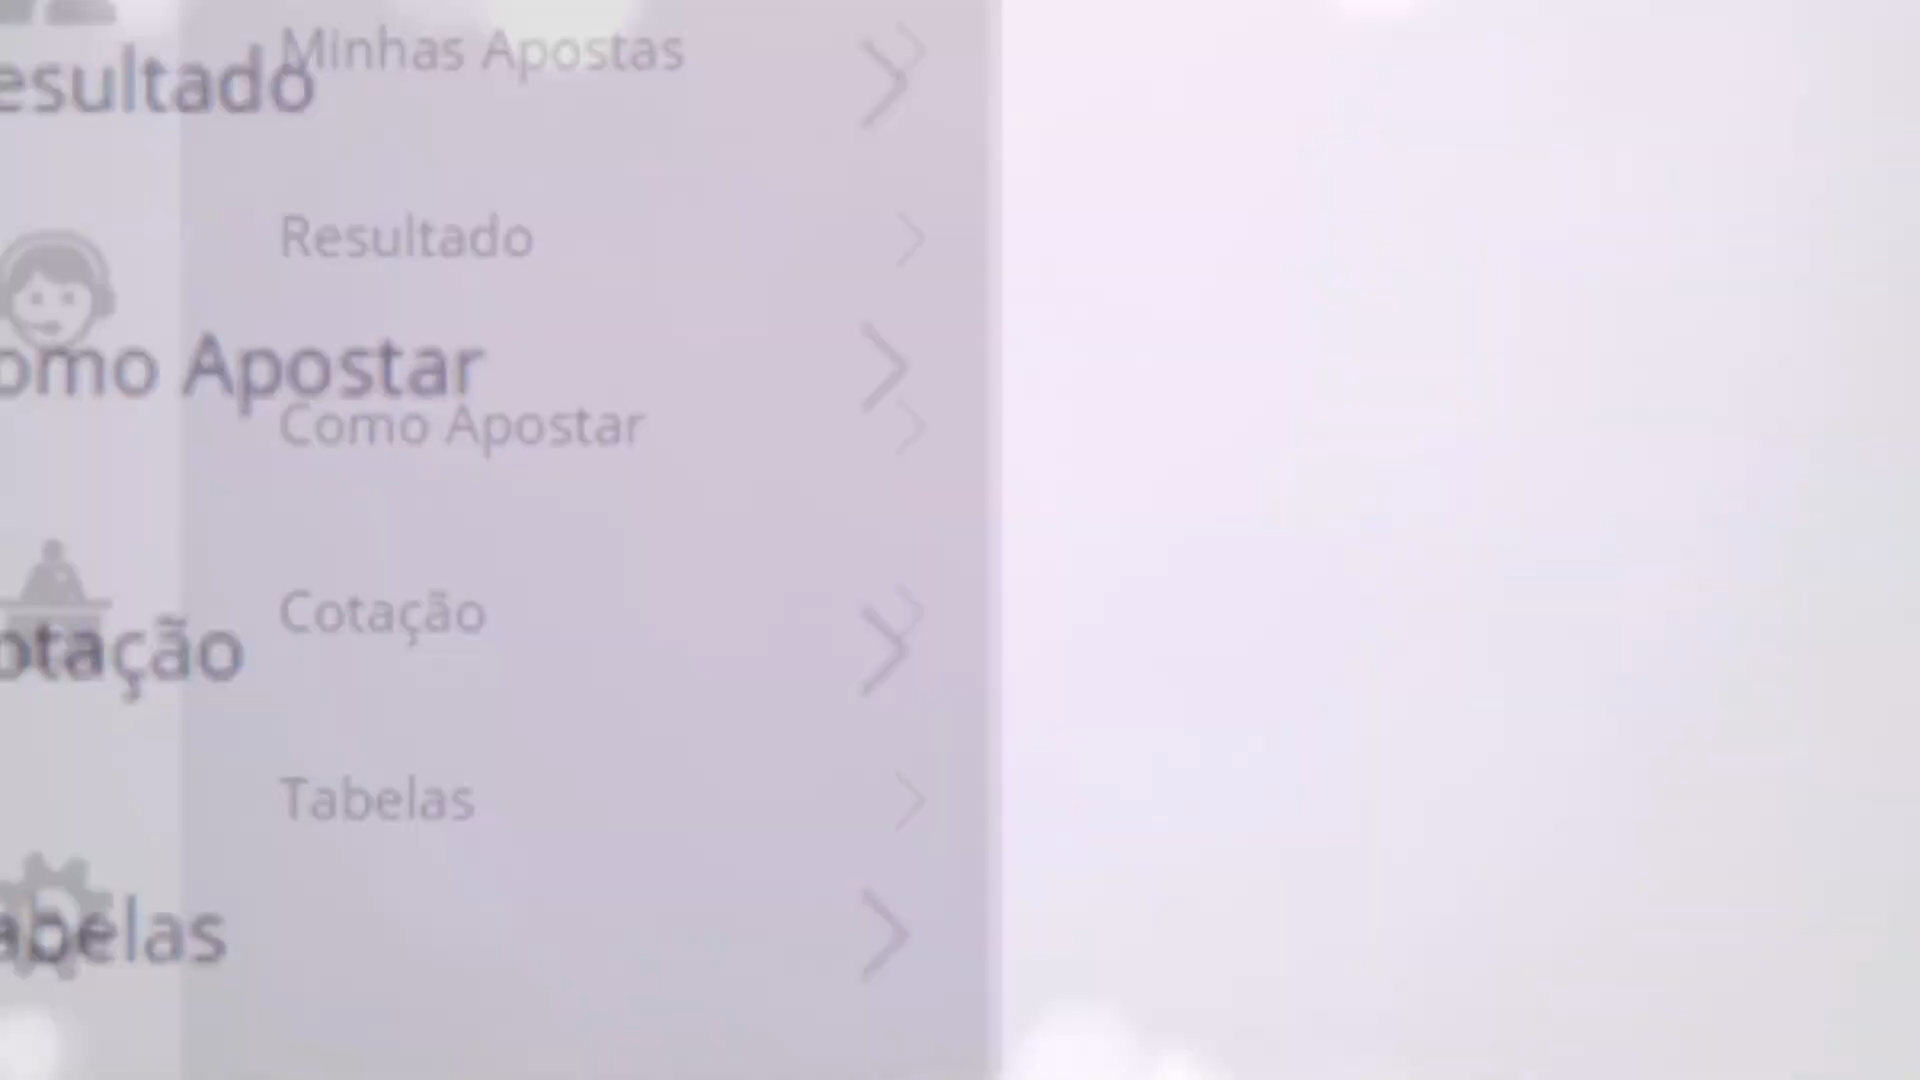 Minhas Apostas
esultado
Resultado
omo Apostar
Como Apostar
Cotação
otação
Tabelas
abelas